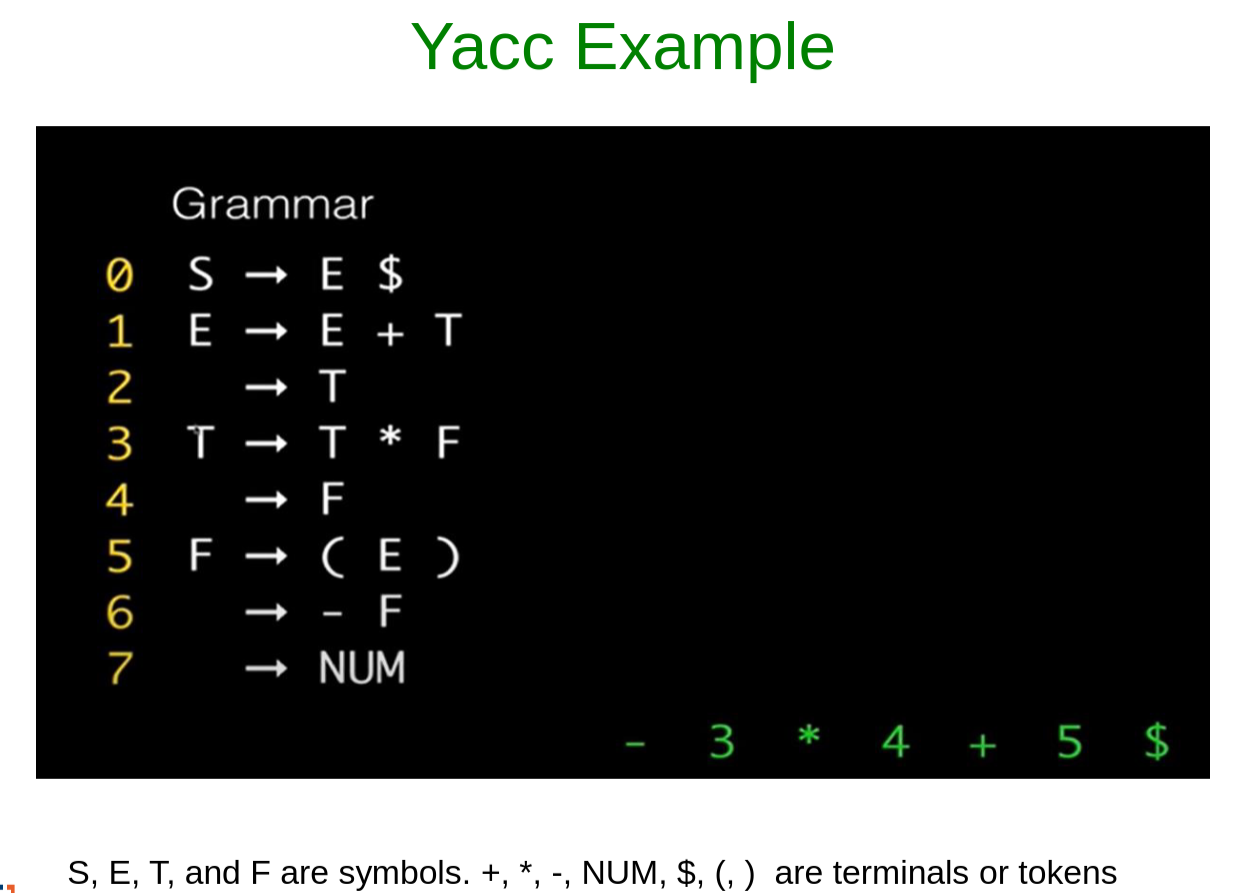 Yacc Example
Grammar
0 S → E $
1 E → E + T
2 → T
3 T → T * F
4 → F
5 F → ( E )
6 → - F
7 → NUM
- 3 * 4 + 5 $
S, E, T, and F are symbols. +, *, -, NUM, $, (, )  are terminals or tokens